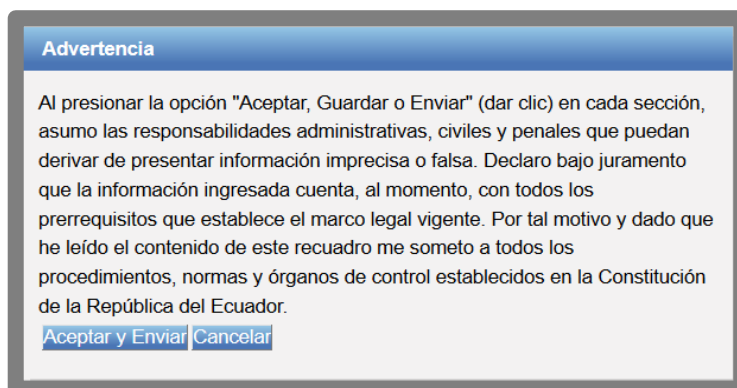 Advertencia
Al presionar la opción "Aceptar, Guardar o Enviar" (dar clic) en cada sección,
asumo las responsabilidades administrativas, civiles y penales que puedan
derivar de presentar información imprecisa o falsa. Declaro bajo juramento
que la información ingresada cuenta, al momento, con todos los
prerrequisitos que establece el marco legal vigente. Por tal motivo y dado que
he leído el contenido de este recuadro me someto a todos los
procedimientos, normas y órganos de control establecidos en la Constitución
de la República del Ecuador.
Aceptar y Enviar Cancelar